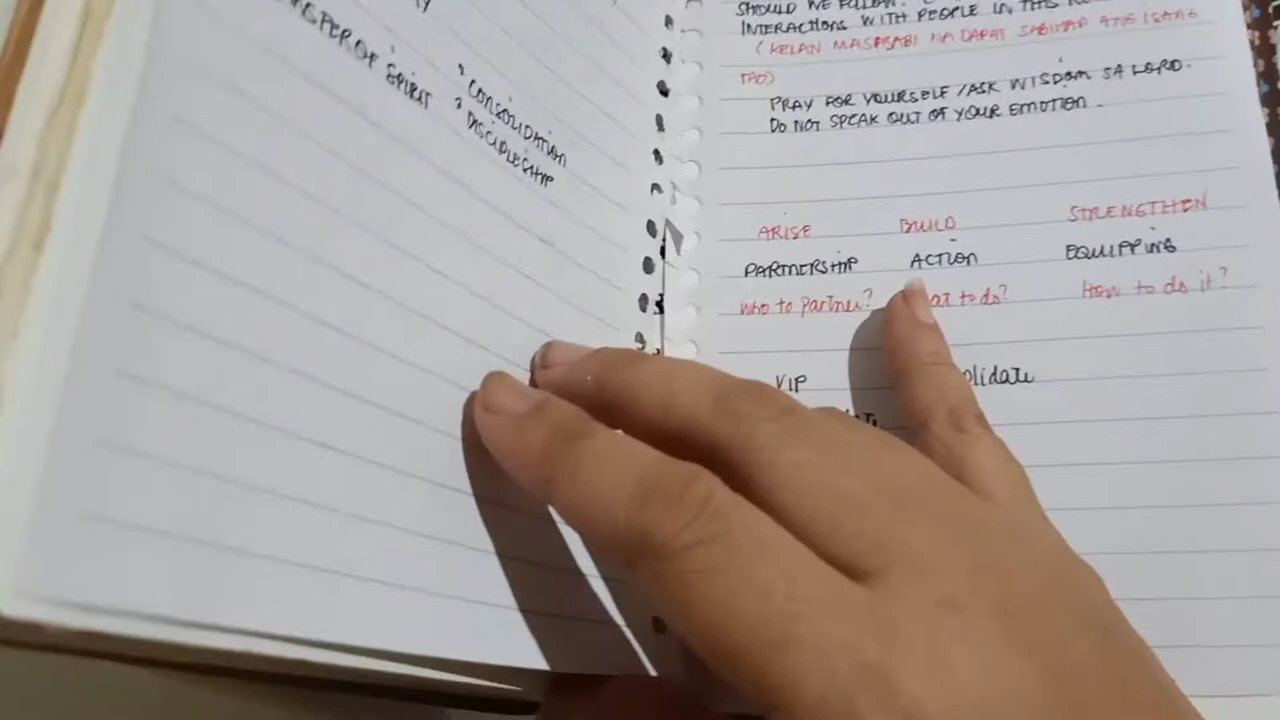 OF SPIRIT
? CONSOLIDATION
? DISCIPLESHIP
SHOULD WE FOLLOW.
INTERACTIONS WITH PEOPLE IN THIS
( KELAN MASASABI NA DAPAT SABIHAN ANG ISANG
TAO)
PRAY FOR YOURSELF / ASK WISDOM SA LORD.
DO NOT SPEAK OUT OF YOUR EMOTION.
ARISE BUILD STRENGTHEN
PARTNERSHIP ACTION EQUIPPING
Who to partner? to do? How to do it?
VIP